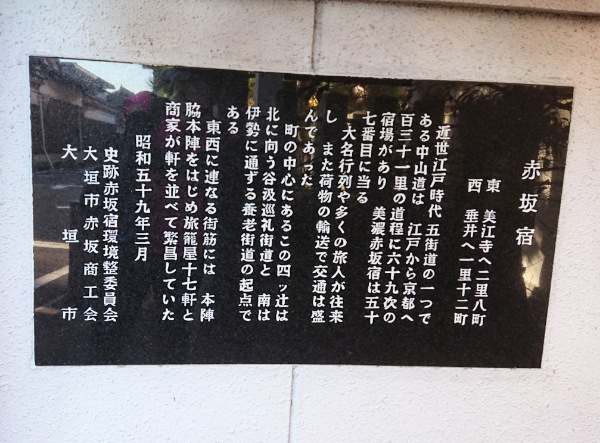 赤坂宿
東 美江寺へ二里八町
西 垂井へ一里十二町
近世江戸時代 五街道の一つで
ある中山道は 江戸から京都へ
百三十一里の道程に六十九次の
宿場があり 美濃赤坂宿は五十
七番目に当る
大名行列や多くの旅人が往来
し また荷物の輸送で交通は盛
んであった
町の中心にあるこの四ッ辻は
北に向う谷汲巡礼街道と 南は
伊勢に通ずる養老街道の起点で
ある
東西に連なる街筋には 本陣
脇本陣をはじめ旅籠屋十七軒と
商家が軒を並べて繁昌していた
昭和五十九年三月
史跡赤坂宿環境整備委員会
大垣市赤坂商工会
大垣市